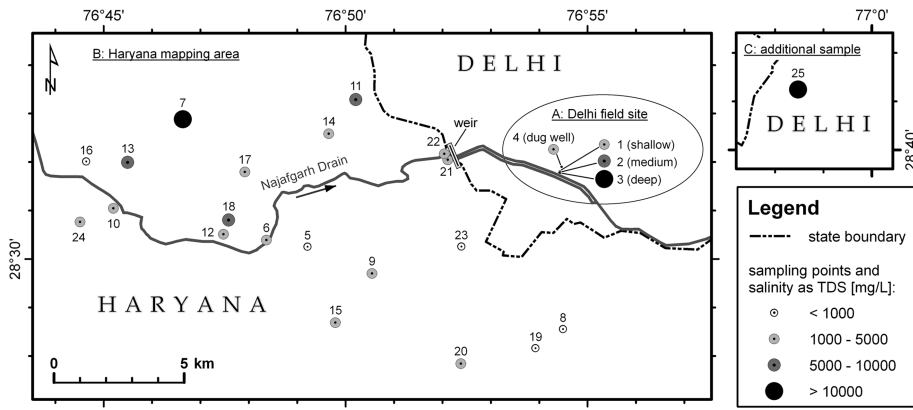 76°45' 76°50' 76°55' 77°0'
B: Haryana mapping area
N
DELHI
C: additional sample
25
DELHI
28°40'
7
11
14
weir
A: Delhi field site
4 (dug well)
1 (shallow)
2 (medium)
3 (deep)
22
21
16
13
17
Najafgarh Drain
10
24
18
12
6
5
23
28°30'
9
HARYANA
15
8
19
20
0 5 km
Legend
state boundary
sampling points and
salinity as TDS [mg/L]:
< 1000
1000 - 5000
5000 - 10000
> 10000